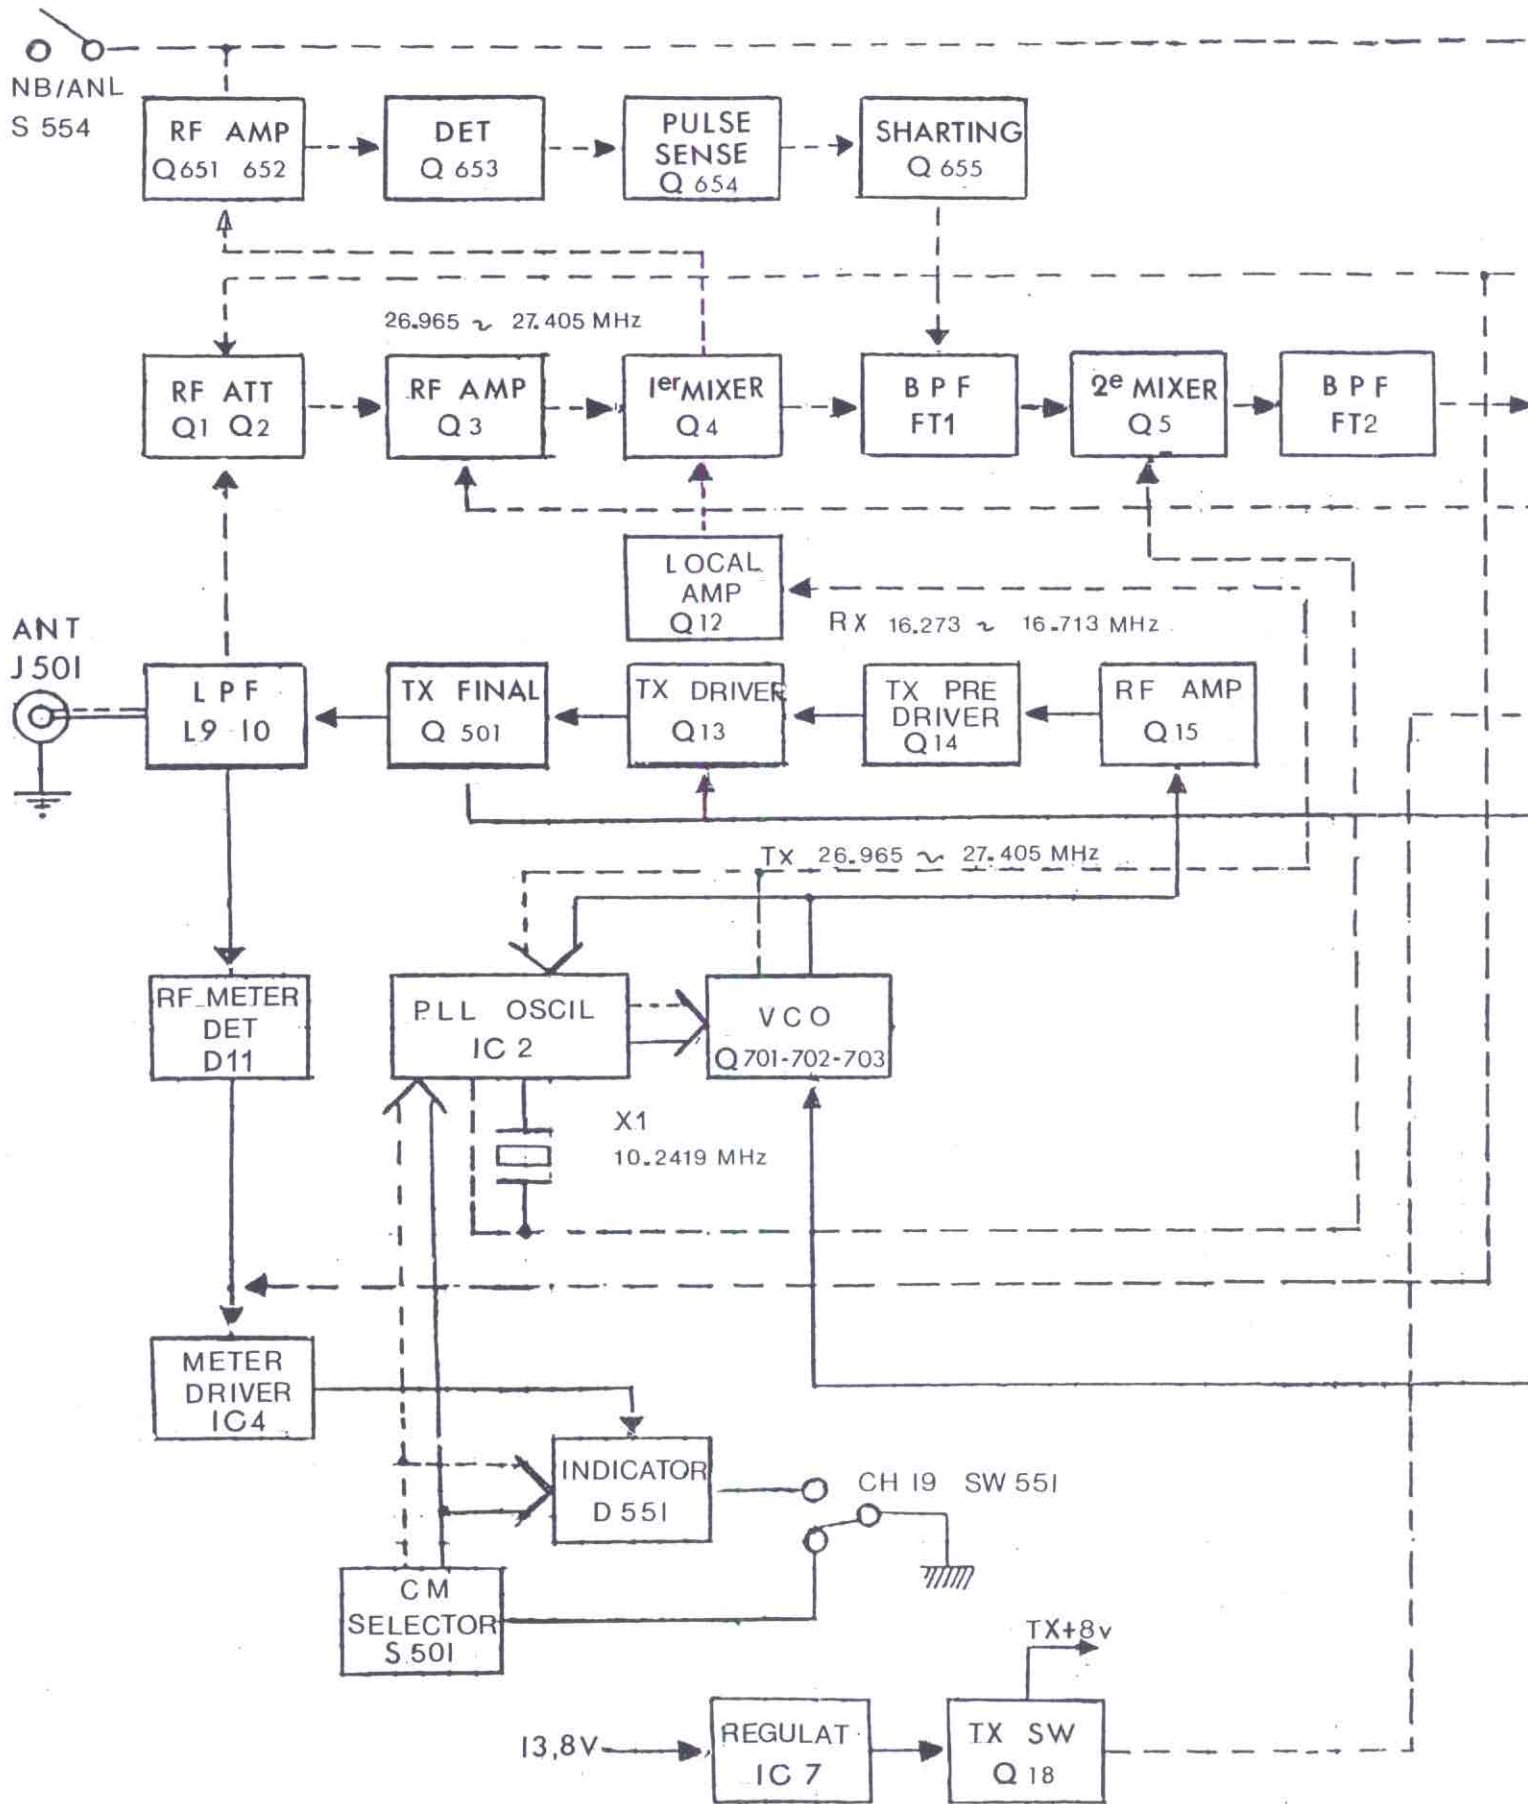 NB/ANL
S 554
RF AMP
Q651 652
DET
Q 653
PULSE
SENSE
Q 654
SHARTING
Q 655
26.965 ~ 27.405 MHz
RF ATT
Q1 Q2
RF AMP
Q3
1er MIXER
Q4
BPF
FT1
2e MIXER
Q5
BPF
FT2
LOCAL
AMP
Q12
RX 16.273 ~ 16.713 MHz
ANT
J501
LPF
L9 10
TX FINAL
Q 501
TX DRIVER
Q13
TX PRE
DRIVER
Q14
RF AMP
Q15
Tx 26.965 ~ 27.405 MHz
RF METER
DET
D11
PLL OSCIL
IC 2
VCO
Q701-702-703
X1
10.2419 MHz
METER
DRIVER
IC4
INDICATOR
D 551
CH 19 SW 551
CM
SELECTOR
S.501
TX+8v
13,8V
REGULAT
IC 7
TX SW
Q 18